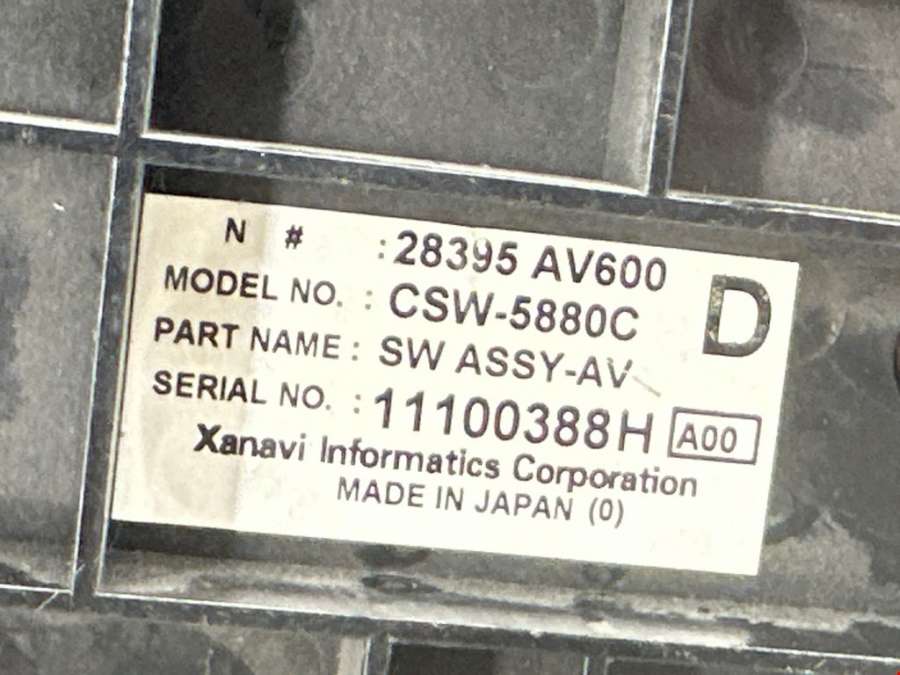 N # : 28395 AV600
D
MODEL NO. : CSW-5880C
PART NAME : SW ASSY-AV
SERIAL NO. : 11100388H A00
Xanavi Informatics Corporation
MADE IN JAPAN (0)